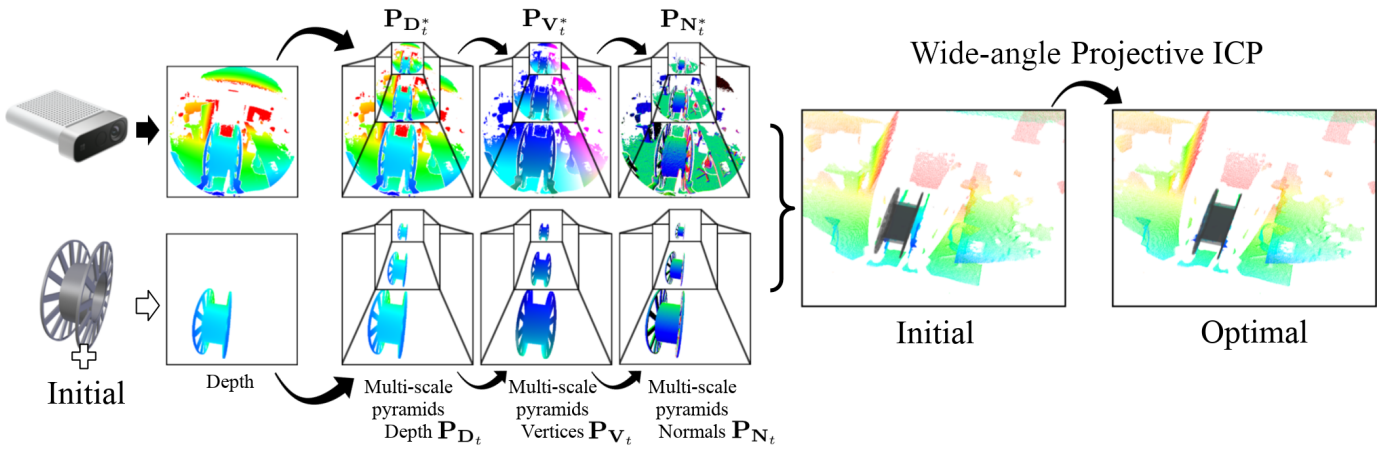 P_{D_t^*}
P_{V_t^*}
P_{N_t^*}
Wide-angle Projective ICP
Initial
Depth
Multi-scale
pyramids
Depth P_{D_t}
Multi-scale
pyramids
Vertices P_{V_t}
Multi-scale
pyramids
Normals P_{N_t}
Initial
Optimal